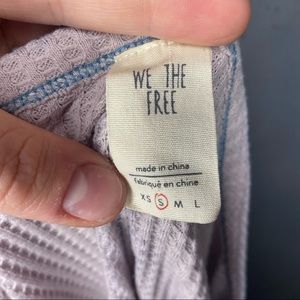 WE THE
FREE
made in china
fabriqué en chine
XS S M L